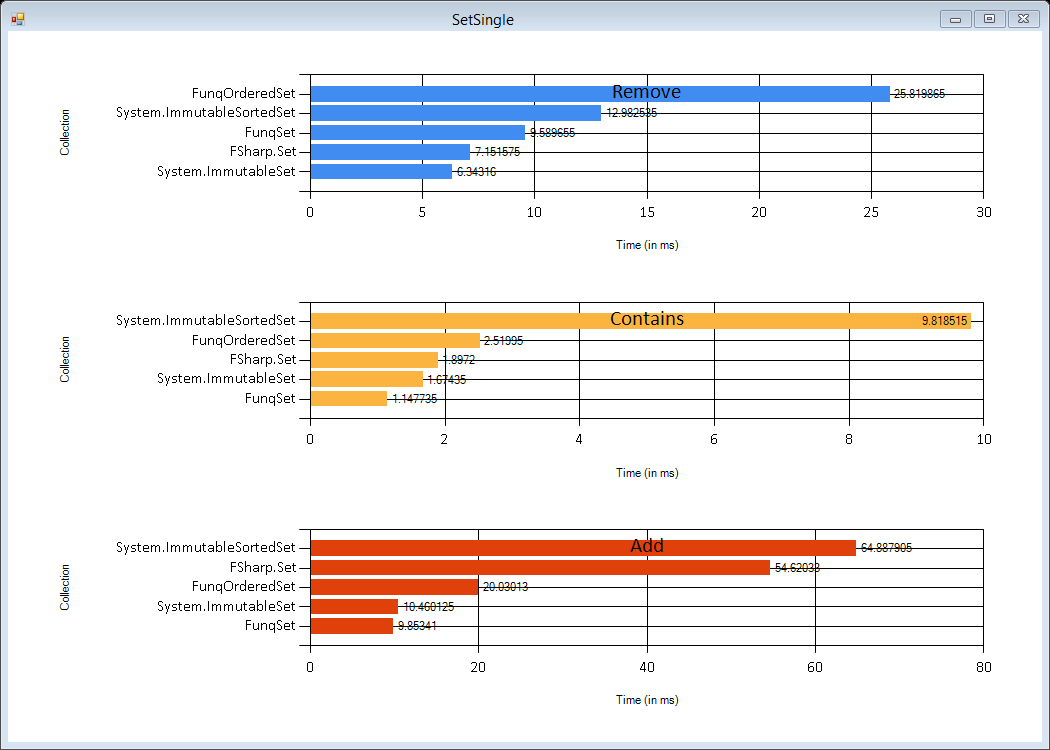 SetSingle
Remove
Collection
FunqOrderedSet 25.819865
System.ImmutableSortedSet 12.982535
FunqSet 9.589655
FSharp.Set 7.151575
System.ImmutableSet 6.34316
0 5 10 15 20 25 30
Time (in ms)
Contains
Collection
System.ImmutableSortedSet 9.818515
FunqOrderedSet 2.51995
FSharp.Set 1.8972
System.ImmutableSet 1.67435
FunqSet 1.147735
0 2 4 6 8 10
Time (in ms)
Add
Collection
System.ImmutableSortedSet 64.887905
FSharp.Set 54.62033
FunqOrderedSet 20.03013
System.ImmutableSet 10.460125
FunqSet 9.85341
0 20 40 60 80
Time (in ms)